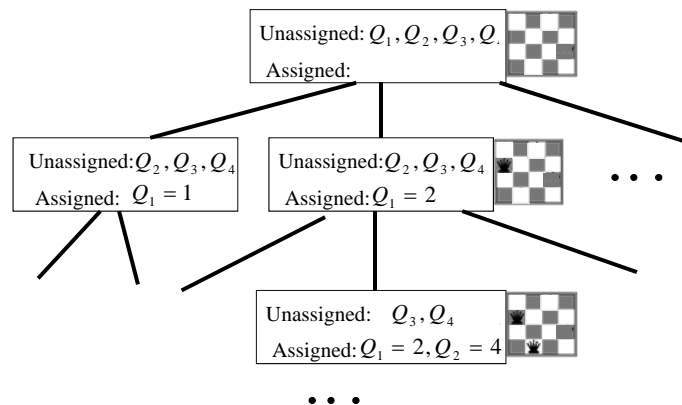 Unassigned: Q₁, Q₂, Q₃, Q
Assigned:
Unassigned: Q₂, Q₃, Q₄
Assigned: Q₁ = 1
Unassigned: Q₂, Q₃, Q₄
Assigned: Q₁ = 2
• • •
Unassigned: Q₃, Q₄
Assigned: Q₁ = 2, Q₂ = 4
• • •